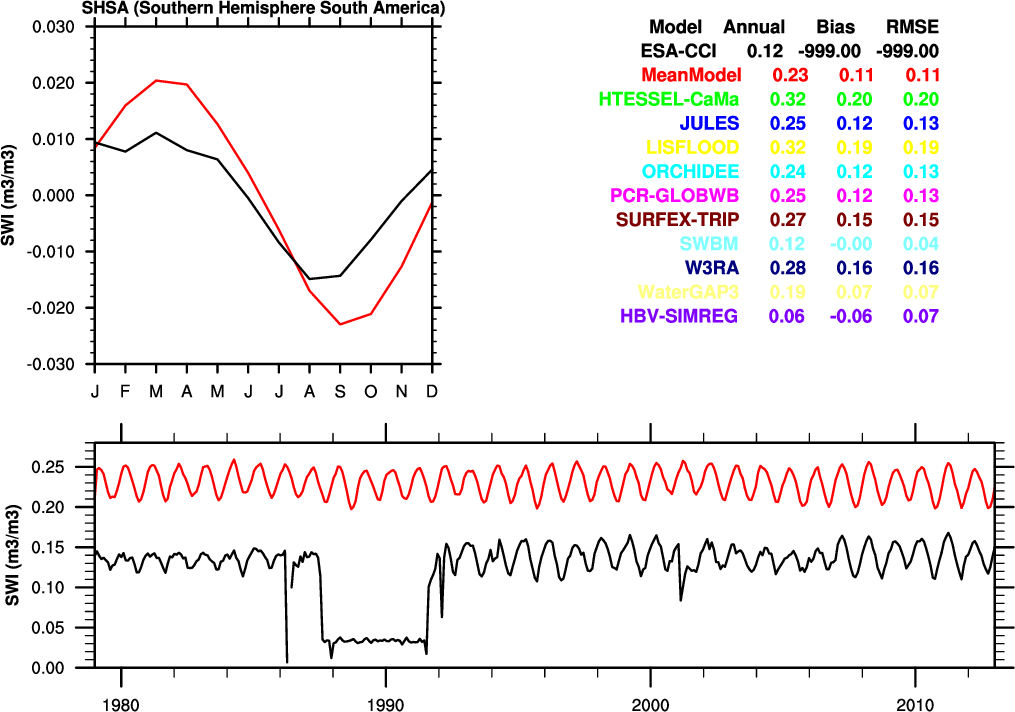 SHSA (Southern Hemisphere South America)
0.030
0.020
0.010
0.000
-0.010
-0.020
-0.030
SWI (m3/m3)
J F M A M J J A S O N D
Model Annual Bias RMSE
ESA-CCI 0.12 -999.00 -999.00
MeanModel 0.23 0.11 0.11
HTESSEL-CaMa 0.32 0.20 0.20
JULES 0.25 0.12 0.13
LISFLOOD 0.32 0.19 0.19
ORCHIDEE 0.24 0.12 0.13
PCR-GLOBWB 0.25 0.12 0.13
SURFEX-TRIP 0.27 0.15 0.15
SWBM 0.12 -0.00 0.04
W3RA 0.28 0.16 0.16
WaterGAP3 0.19 0.07 0.07
HBV-SIMREG 0.06 -0.06 0.07
0.25
0.20
0.15
0.10
0.05
0.00
SWI (m3/m3)
1980 1990 2000 2010